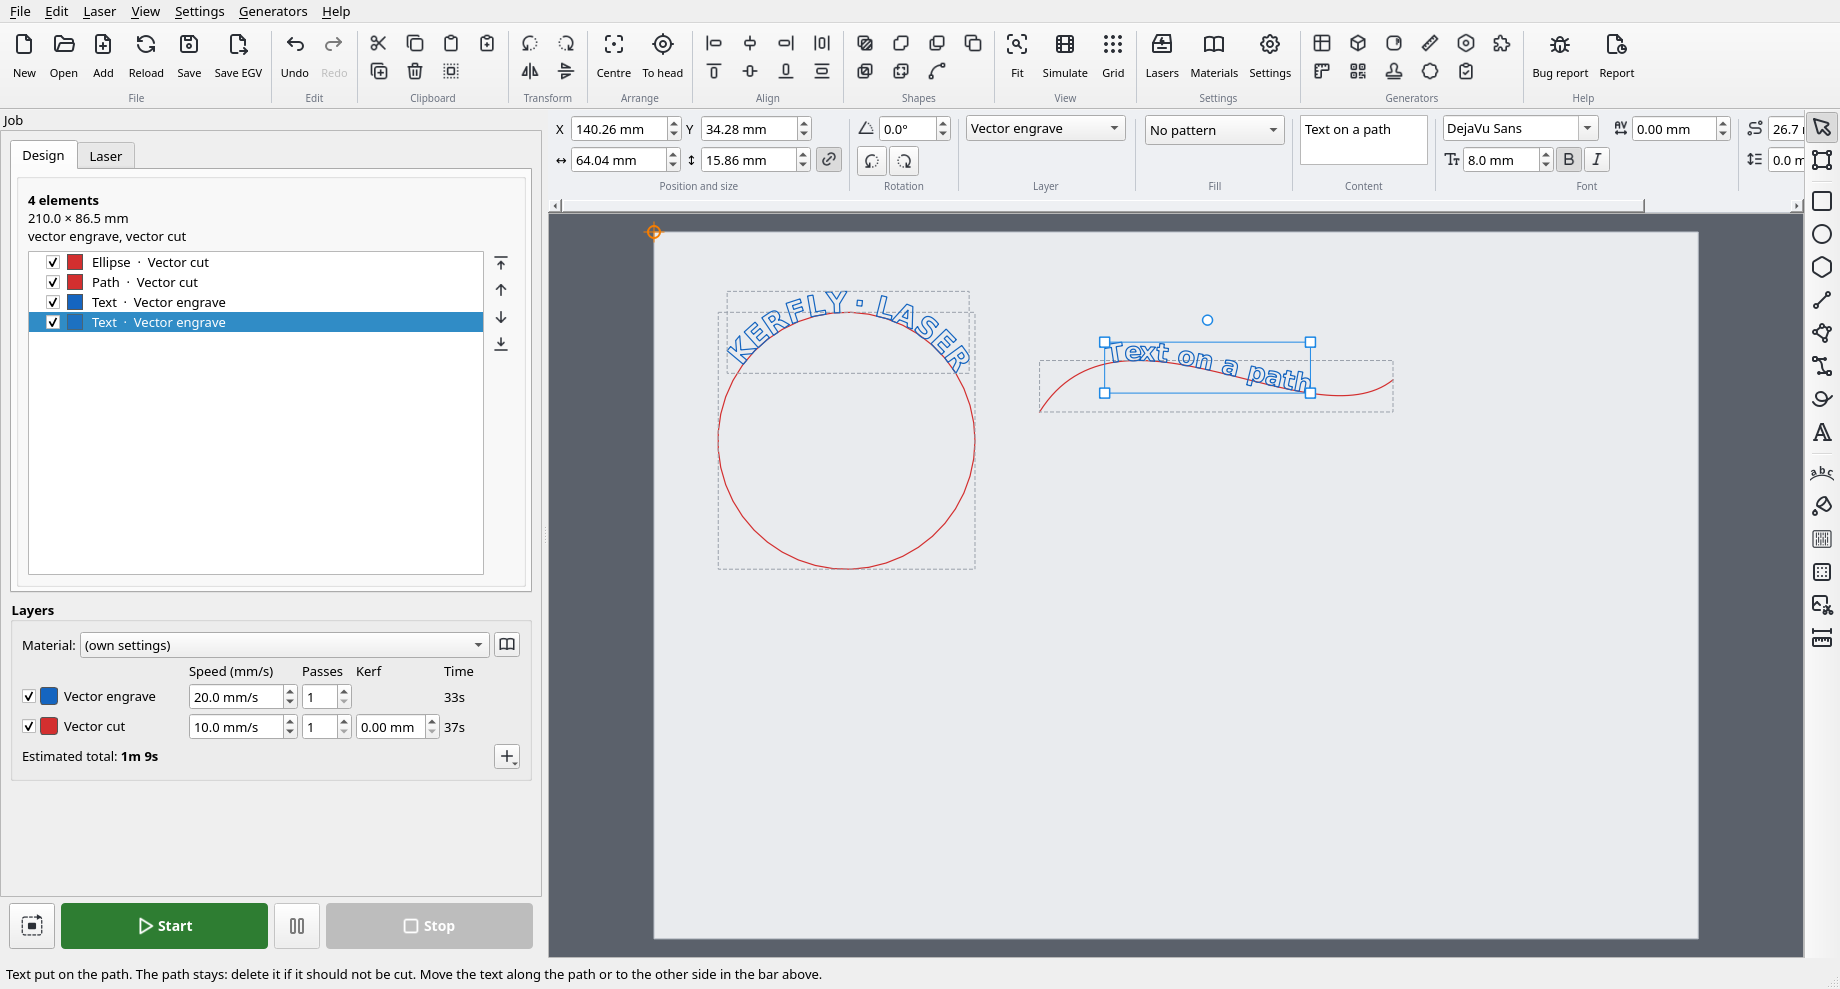 File Edit Laser View Settings Generators Help
New Open Add Reload Save Save EGV Undo Redo Centre To head Fit Simulate Grid Lasers Materials Settings Bug report Report
File Edit Clipboard Transform Arrange Align Shapes View Settings Generators Help
Job
Design Laser
4 elements
210.0 × 86.5 mm
vector engrave, vector cut
Ellipse · Vector cut
Path · Vector cut
Text · Vector engrave
Text · Vector engrave
Layers
Material: (own settings)
Speed (mm/s) Passes Kerf Time
Vector engrave 20.0 mm/s 1 33s
Vector cut 10.0 mm/s 1 0.00 mm 37s
Estimated total: 1m 9s
Start Stop
X 140.26 mm Y 34.28 mm 0.0° Vector engrave No pattern Text on a path DejaVu Sans AV 0.00 mm 26.7
64.04 mm 15.86 mm Tт 8.0 mm B I 0.0 m
Position and size Rotation Layer Fill Content Font
KERFLY · LASER
Text on a path
A
abc
Text put on the path. The path stays: delete it if it should not be cut. Move the text along the path or to the other side in the bar above.